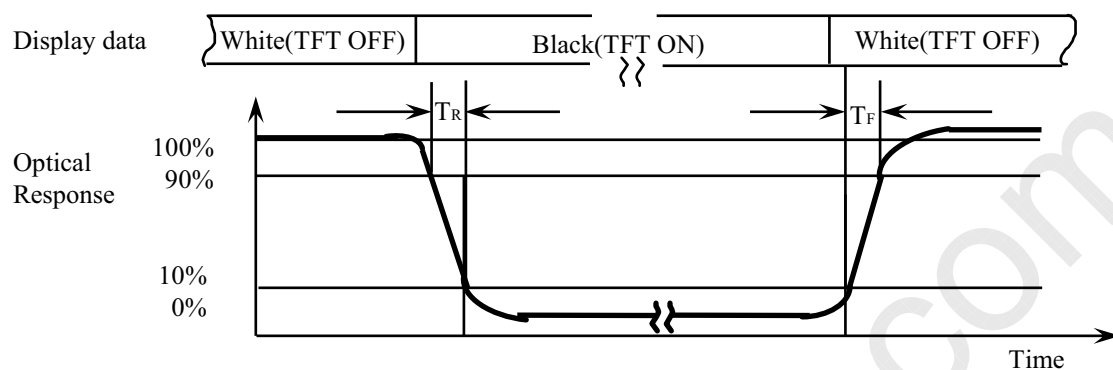 Display data
White(TFT OFF)
Black(TFT ON)
White(TFT OFF)
TR
TF
Optical
Response
100%
90%
10%
0%
Time
com